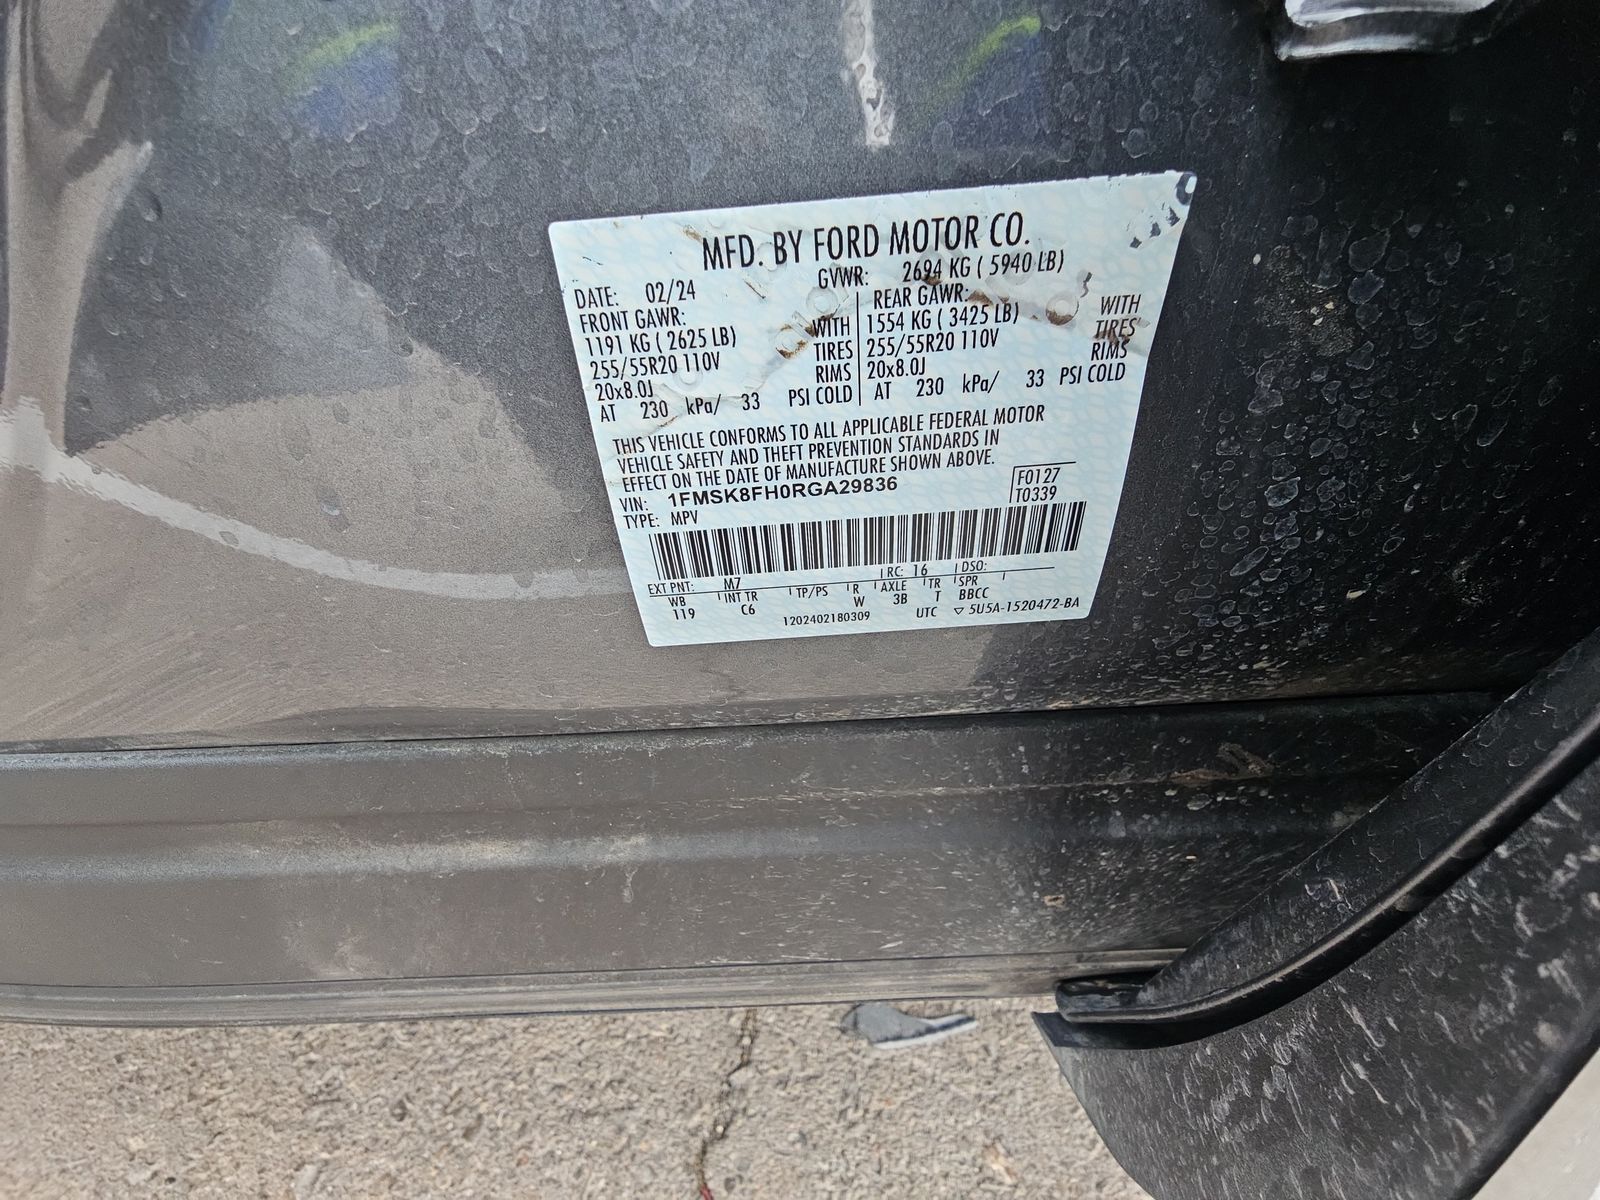 MFD. BY FORD MOTOR CO.
DATE: 02/24 GVWR: 2694 KG ( 5940 LB)
FRONT GAWR: REAR GAWR:
1191 KG ( 2625 LB) WITH 1554 KG ( 3425 LB) WITH
255/55R20 110V TIRES 255/55R20 110V TIRES
20x8.0J RIMS 20x8.0J RIMS
AT 230 kPa/ 33 PSI COLD AT 230 kPa/ 33 PSI COLD
THIS VEHICLE CONFORMS TO ALL APPLICABLE FEDERAL MOTOR
VEHICLE SAFETY AND THEFT PREVENTION STANDARDS IN
EFFECT ON THE DATE OF MANUFACTURE SHOWN ABOVE.
VIN: 1FMSK8FH0RGA29836 F0127
TYPE: MPV T0339
EXT PNT: M7 RC: 16 DSO:
WB INT TR TP/PS R AXLE TR SPR
119 C6 W 3B T BBCC
1202402180309 UTC ▽ 5U5A-1520472-BA